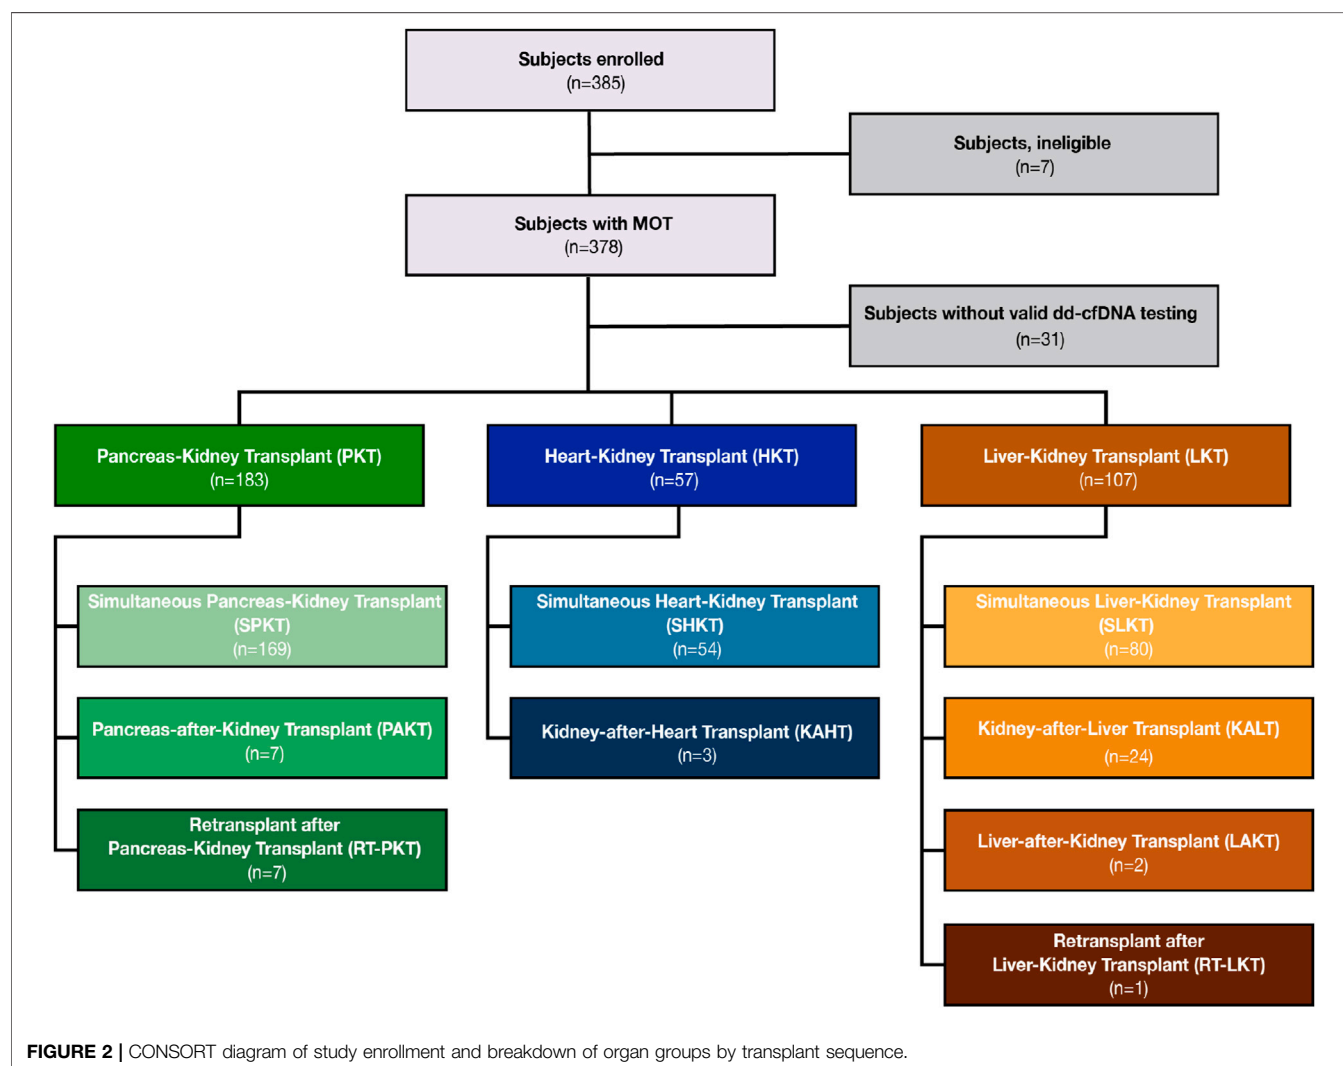 Subjects enrolled
(n=385)
Subjects, ineligible
(n=7)
Subjects with MOT
(n=378)
Subjects without valid dd-cfDNA testing
(n=31)
Pancreas-Kidney Transplant (PKT)
(n=183)
Heart-Kidney Transplant (HKT)
(n=57)
Liver-Kidney Transplant (LKT)
(n=107)
Simultaneous Pancreas-Kidney Transplant
(SPKT)
(n=169)
Simultaneous Heart-Kidney Transplant
(SHKT)
(n=54)
Simultaneous Liver-Kidney Transplant
(SLKT)
(n=80)
Pancreas-after-Kidney Transplant (PAKT)
(n=7)
Kidney-after-Heart Transplant (KAHT)
(n=3)
Kidney-after-Liver Transplant (KALT)
(n=24)
Retransplant after
Pancreas-Kidney Transplant (RT-PKT)
(n=7)
Liver-after-Kidney Transplant (LAKT)
(n=2)
Retransplant after
Liver-Kidney Transplant (RT-LKT)
(n=1)
FIGURE 2 | CONSORT diagram of study enrollment and breakdown of organ groups by transplant sequence.